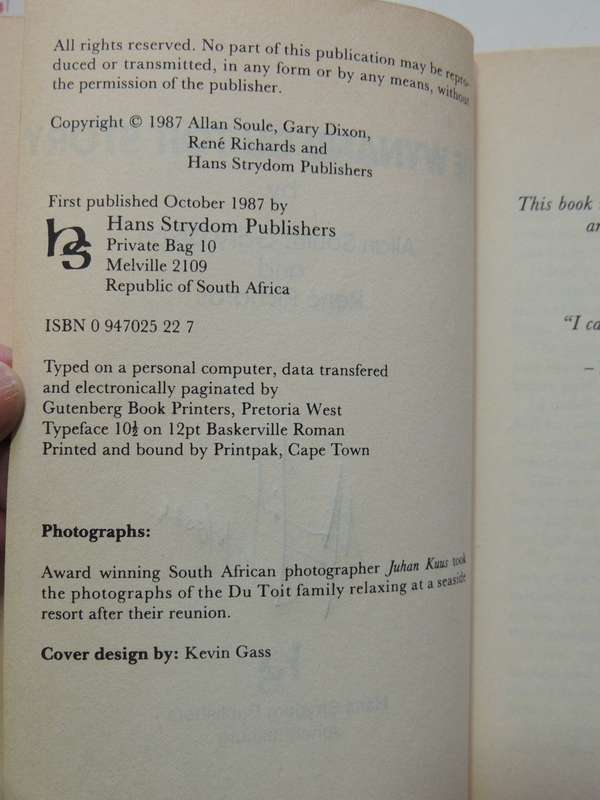 All rights reserved. No part of this publication may be repro-
duced or transmitted, in any form or by any means, without
the permission of the publisher.
Copyright © 1987 Allan Soule, Gary Dixon,
René Richards and
Hans Strydom Publishers
First published October 1987 by
hs
Hans Strydom Publishers
Private Bag 10
Melville 2109
Republic of South Africa
ISBN 0 947025 22 7
Typed on a personal computer, data transfered
and electronically paginated by
Gutenberg Book Printers, Pretoria West
Typeface 10½ on 12pt Baskerville Roman
Printed and bound by Printpak, Cape Town
Photographs:
Award winning South African photographer Juhan Kuus took
the photographs of the Du Toit family relaxing at a seaside
resort after their reunion.
Cover design by: Kevin Gass
This book
"I ca
–